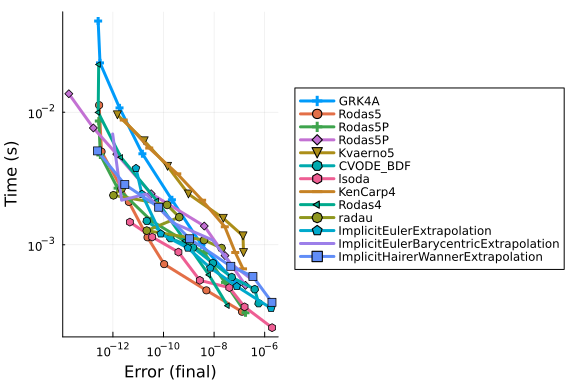 Time (s)
10⁻²
10⁻³
10⁻¹²
10⁻¹⁰
10⁻⁸
10⁻⁶
Error (final)
GRK4A
Rodas5
Rodas5P
Rodas5P
Kvaerno5
CVODE_BDF
lsoda
KenCarp4
Rodas4
radau
ImplicitEulerExtrapolation
ImplicitEulerBarycentricExtrapolation
ImplicitHairerWannerExtrapolation